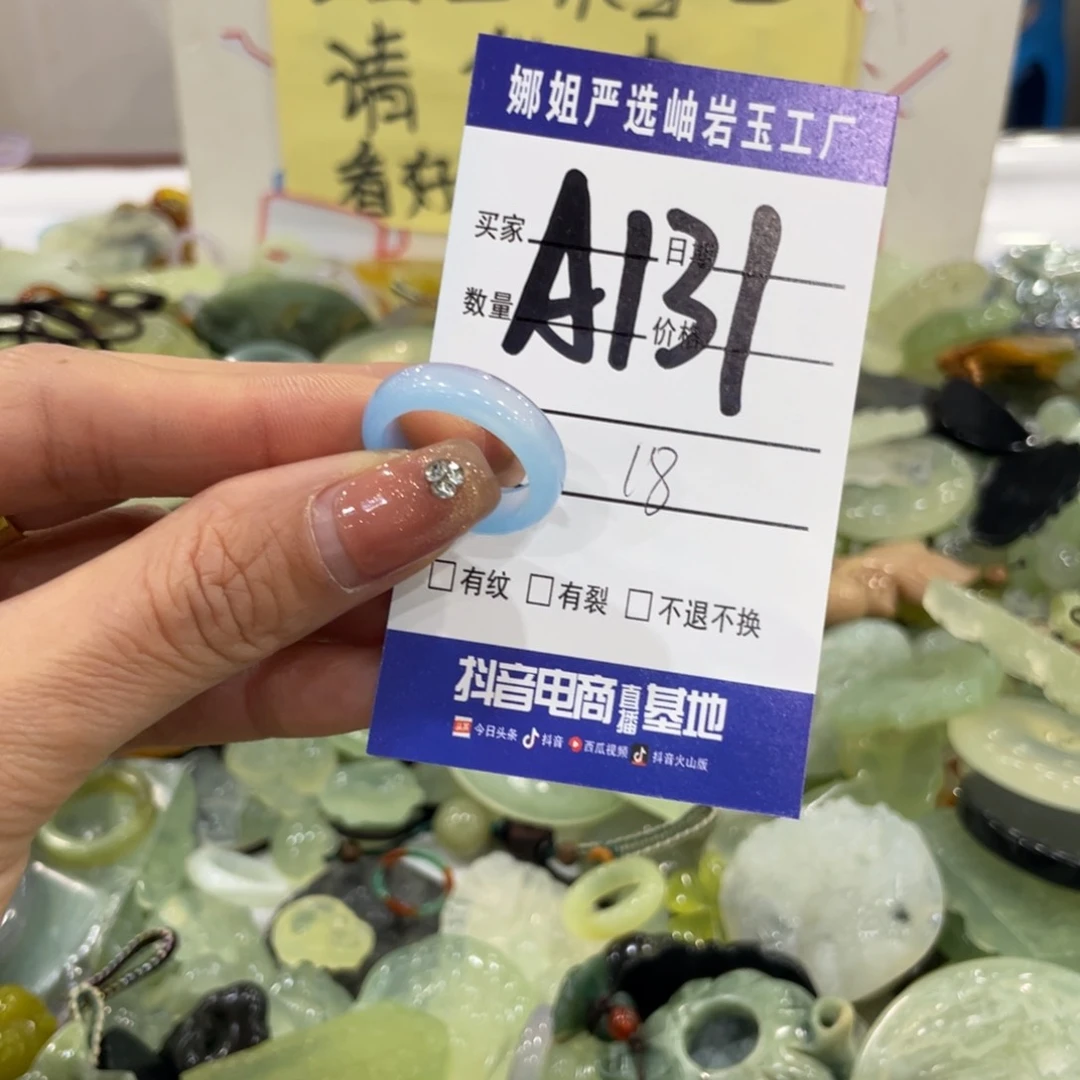 请
看好
娜姐严选岫岩玉工厂
A131
买家 日期
数量 价格
18
□有纹 □有裂 □不退不换
抖音电商直播基地
今日头条 抖音 西瓜视频 抖音火山版